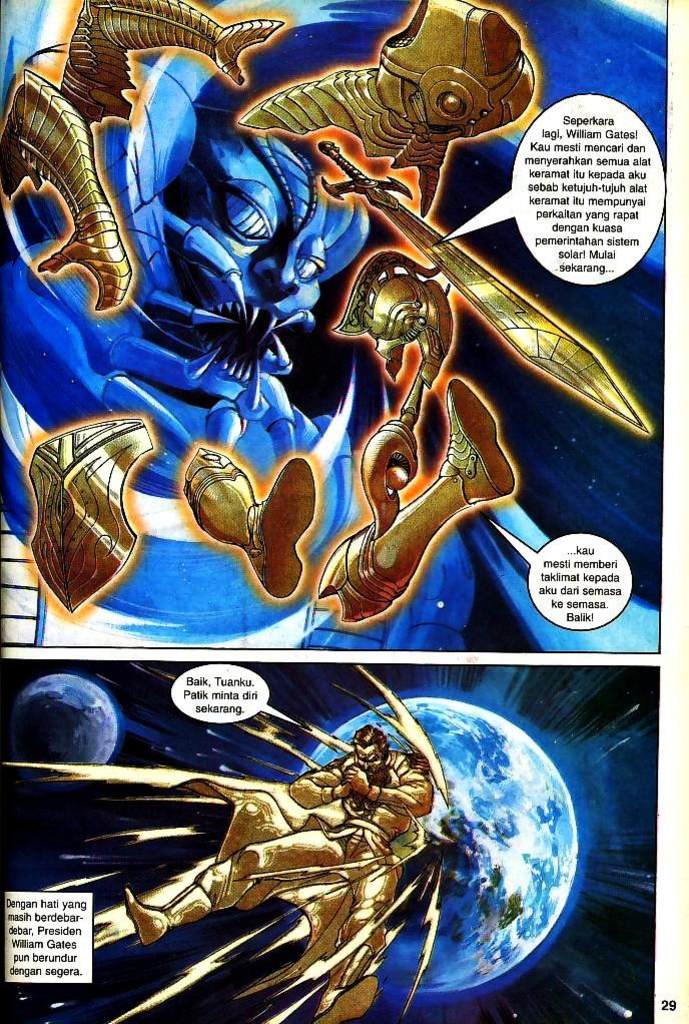 Seperkara
lagi, William Gates!
Kau mesti mencari dan
menyerahkan semua alat
keramat itu kepada aku
sebab ketujuh-tujuh alat
keramat itu mempunyai
perkaitan yang rapat
dengan kuasa
pemerintahan sistem
solar! Mulai
sekarang...
...kau
mesti memberi
taklimat kepada
aku dari semasa
ke semasa.
Balik!
Baik, Tuanku.
Patik minta diri
sekarang.
Dengan hati yang
masih berdebar-
debar, Presiden
William Gates
pun berundur
dengan segera.
29